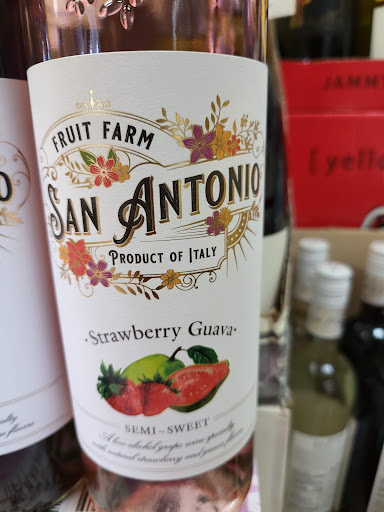 FRUIT FARM
SAN ANTONIO
PRODUCT OF ITALY
·Strawberry Guava·
SEMI-SWEET
A low alcohol grape wine specialty
with natural strawberry and guava flavors
O
JAMM
[yello